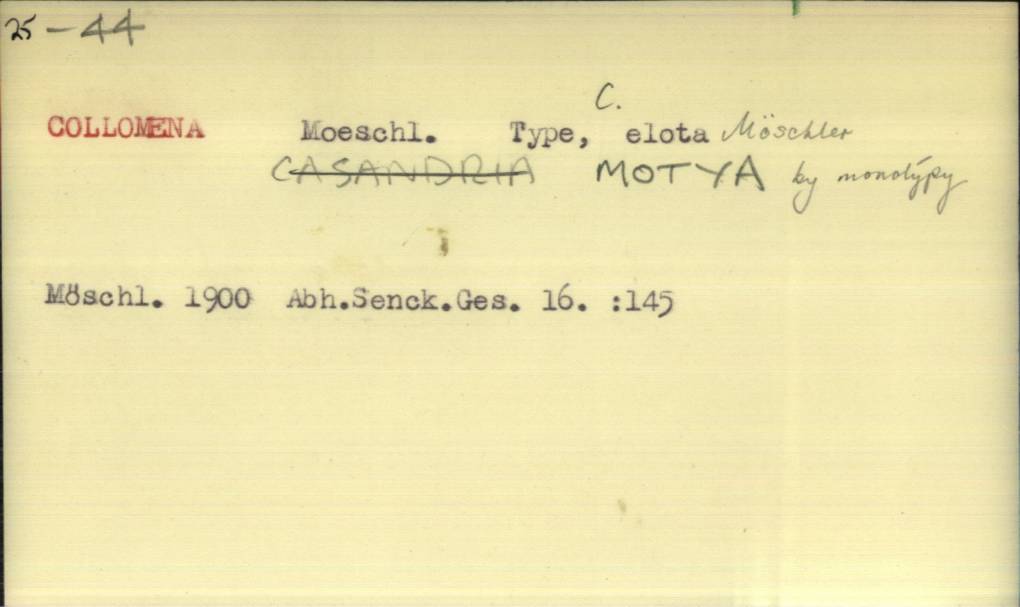 25 - 44
COLLOMENA Moeschl. Type, C. elota Möschler
CASANDRIA MOTYA by monotypy
Möschl. 1900 Abh.Senck.Ges. 16. :145